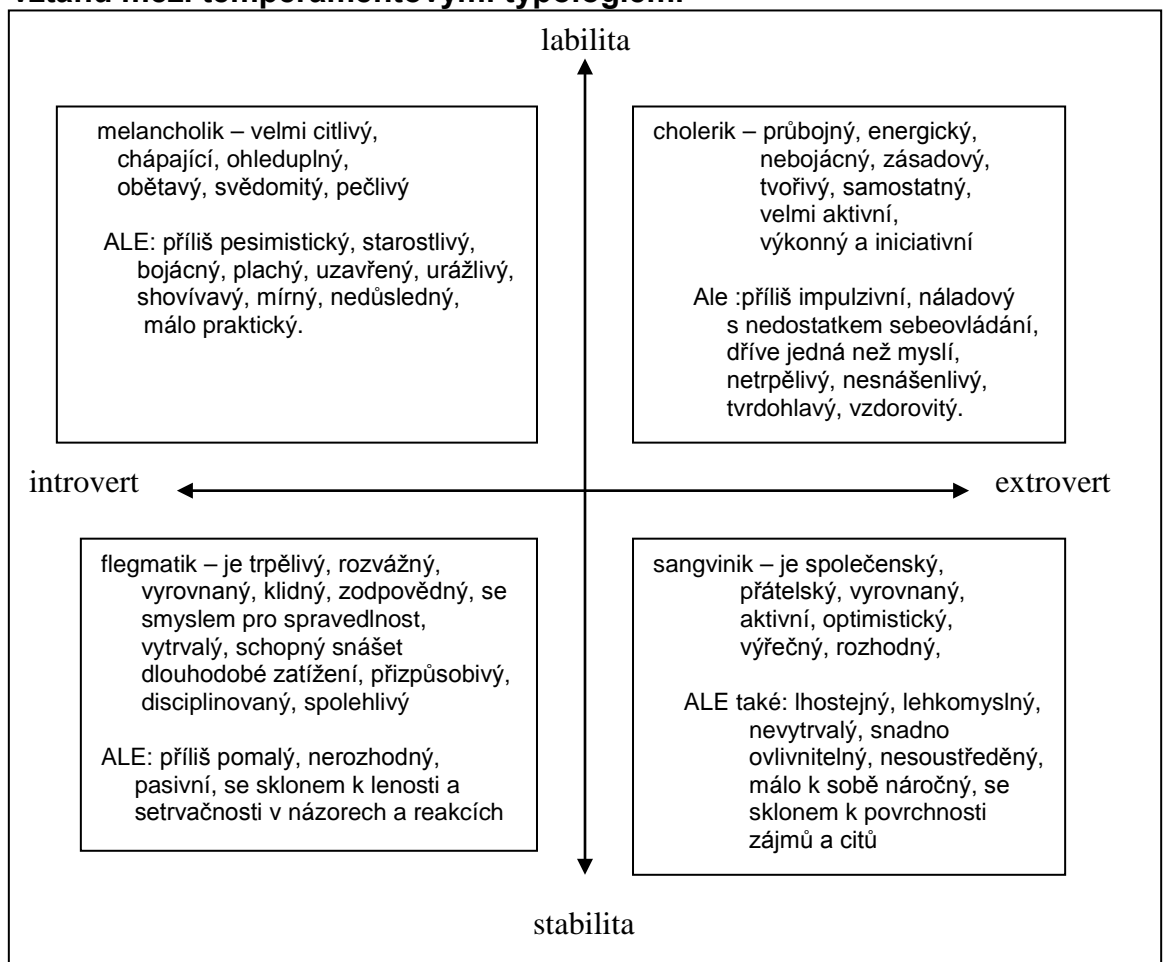 vztahu mezi temperamentovými typologiemi
labilita
melancholik – velmi citlivý,
chápající, ohleduplný,
obětavý, svědomitý, pečlivý
ALE: příliš pesimistický, starostlivý,
bojácný, plachý, uzavřený, urážlivý,
shovívavý, mírný, nedůsledný,
málo praktický.
cholerik – průbojný, energický,
nebojácný, zásadový,
tvořivý, samostatný,
velmi aktivní,
výkonný a iniciativní
Ale :příliš impulzivní, náladový
s nedostatkem sebeovládání,
dříve jedná než myslí,
netrpělivý, nesnášenlivý,
tvrdohlavý, vzdorovitý.
introvert
extrovert
flegmatik – je trpělivý, rozvážný,
vyrovnaný, klidný, zodpovědný, se
smyslem pro spravedlnost,
vytrvalý, schopný snášet
dlouhodobé zatížení, přizpůsobivý,
disciplinovaný, spolehlivý
ALE: příliš pomalý, nerozhodný,
pasivní, se sklonem k lenosti a
setrvačnosti v názorech a reakcích
sangvinik – je společenský,
přátelský, vyrovnaný,
aktivní, optimistický,
výřečný, rozhodný,
ALE také: lhostejný, lehkomyslný,
nevytrvalý, snadno
ovlivnitelný, nesoustředěný,
málo k sobě náročný, se
sklonem k povrchnosti
zájmů a citů
stabilita